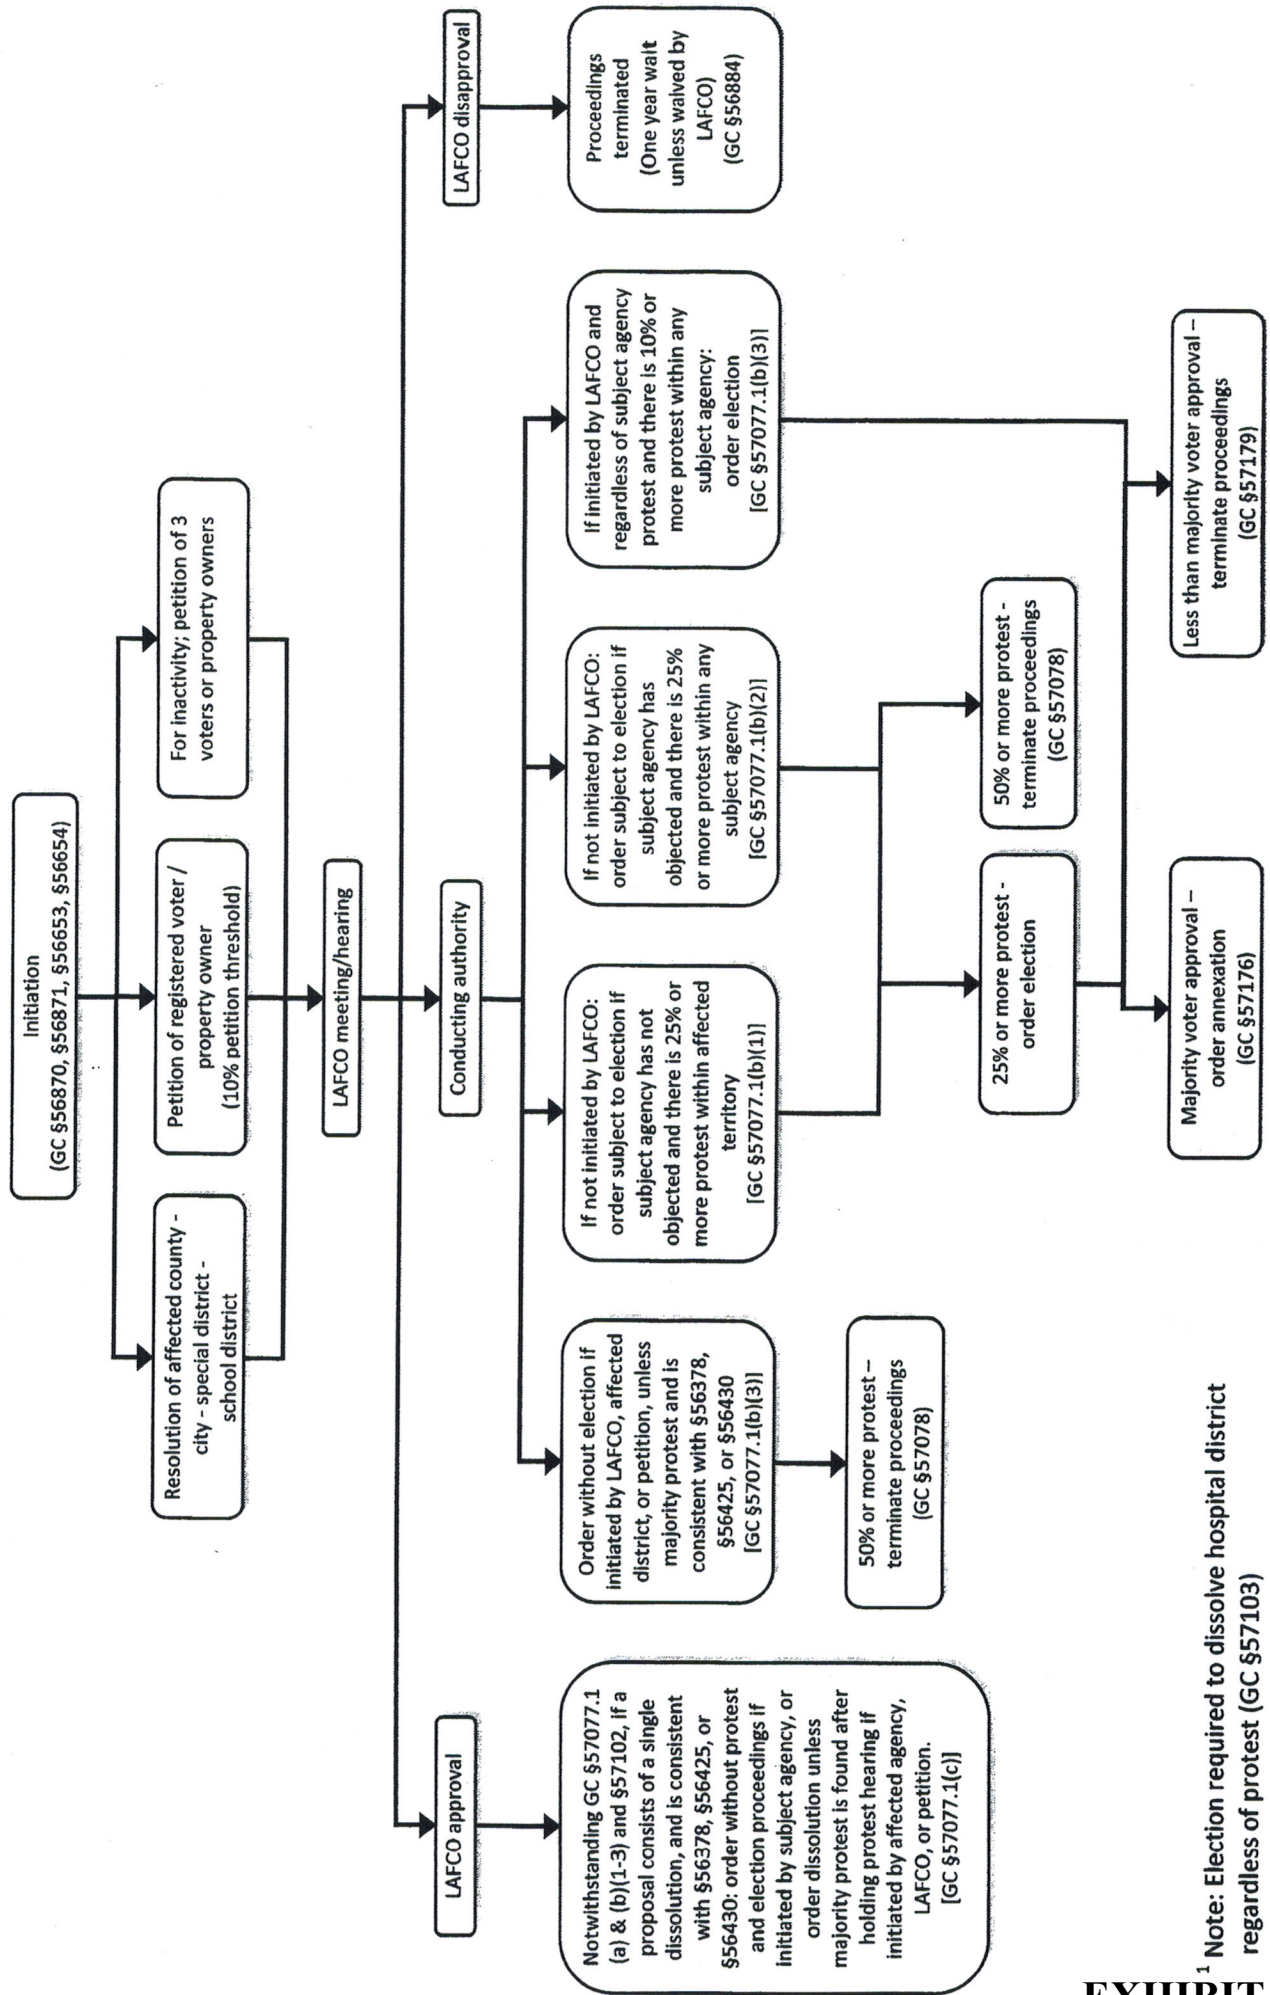 Initiation
(GC §56870, §56871, §56653, §56654)
Resolution of affected county -
city - special district -
school district
Petition of registered voter /
property owner
(10% petition threshold)
For inactivity; petition of 3
voters or property owners
LAFCO meeting/hearing
LAFCO approval
Conducting authority
LAFCO disapproval
Notwithstanding GC §57077.1
(a) & (b)(1-3) and §57102, if a
proposal consists of a single
dissolution, and is consistent
with §56378, §56425, or
§56430: order without protest
and election proceedings if
initiated by subject agency, or
order dissolution unless
majority protest is found after
holding protest hearing if
initiated by affected agency,
LAFCO, or petition.
[GC §57077.1(c)]
Order without election if
initiated by LAFCO, affected
district, or petition, unless
majority protest and is
consistent with §56378,
§56425, or §56430
[GC §57077.1(b)(3)]
If not initiated by LAFCO:
order subject to election if
subject agency has not
objected and there is 25% or
more protest within affected
territory
[GC §57077.1(b)(1)]
If not initiated by LAFCO:
order subject to election if
subject agency has
objected and there is 25%
or more protest within any
subject agency
[GC §57077.1(b)(2)]
If initiated by LAFCO and
regardless of subject agency
protest and there is 10% or
more protest within any
subject agency:
order election
[GC §57077.1(b)(3)]
Proceedings
terminated
(One year wait
unless waived by
LAFCO)
(GC §56884)
50% or more protest –
terminate proceedings
(GC §57078)
25% or more protest -
order election
50% or more protest -
terminate proceedings
(GC §57078)
Majority voter approval –
order annexation
(GC §57176)
Less than majority voter approval –
terminate proceedings
(GC §57179)
1 Note: Election required to dissolve hospital district
regardless of protest (GC §57103)
EXHIBIT